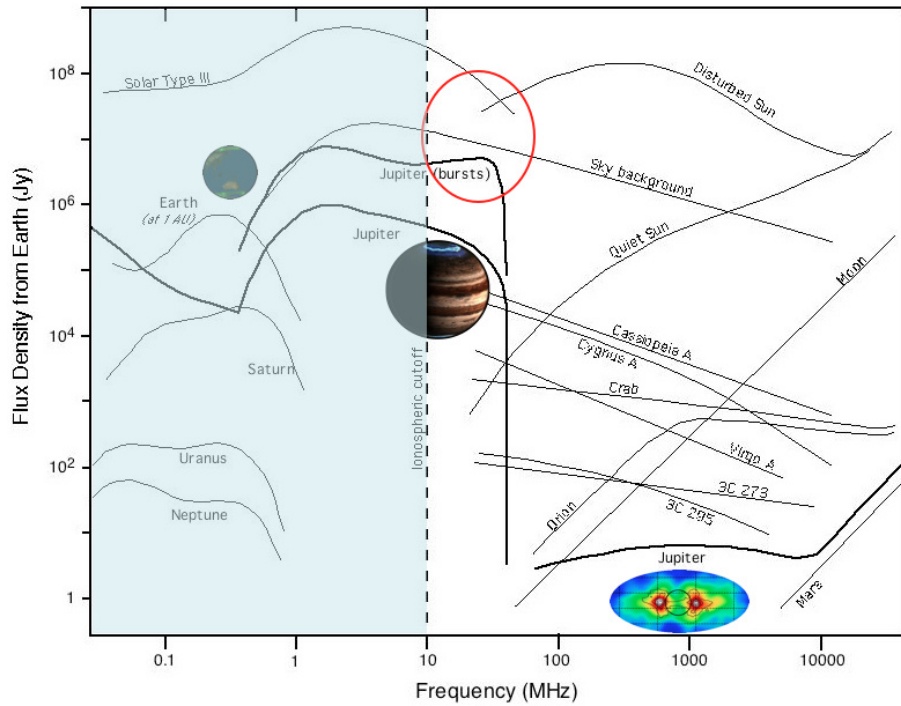 Flux Density from Earth (Jy)
10^8
10^6
10^4
10^2
1
Solar Type III
Disturbed Sun
Sky background
Jupiter (bursts)
Earth
(at 1 AU)
Jupiter
Quiet Sun
Moon
Saturn
Ionospheric cutoff
Cassiopeia A
Cygnus A
Crab
Uranus
Virgo A
Neptune
3C 273
3C 295
Orion
Jupiter
Mars
0.1
1
10
100
1000
10000
Frequency (MHz)